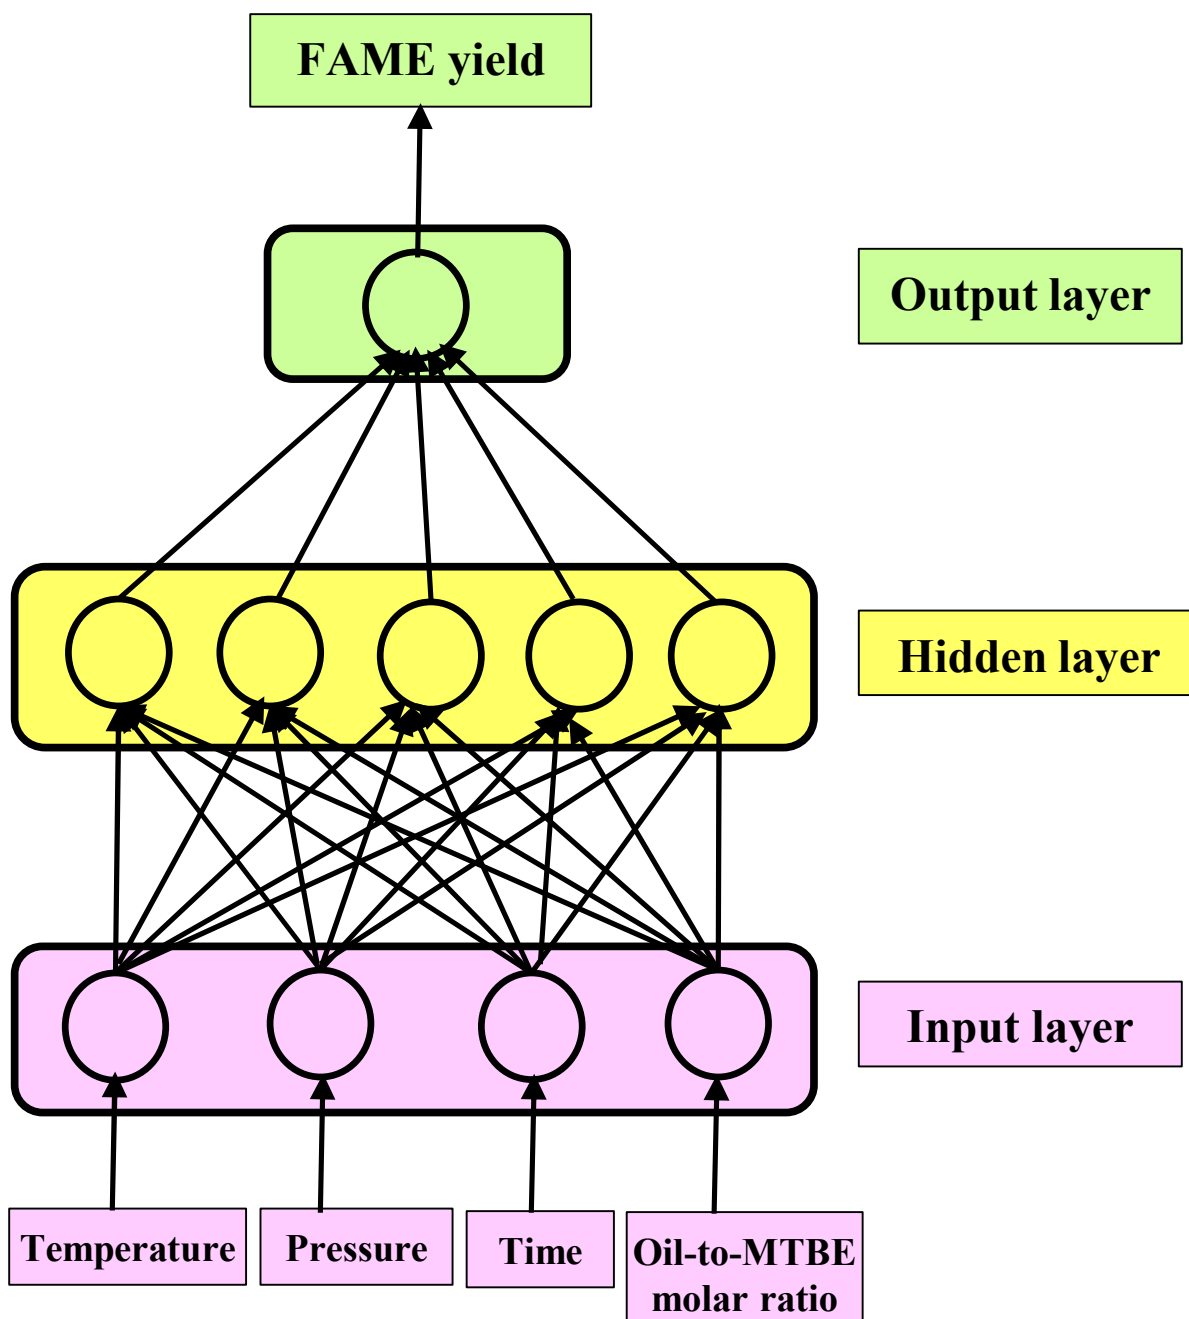 FAME yield
Output layer
Hidden layer
Input layer
Temperature
Pressure
Time
Oil-to-MTBE
molar ratio